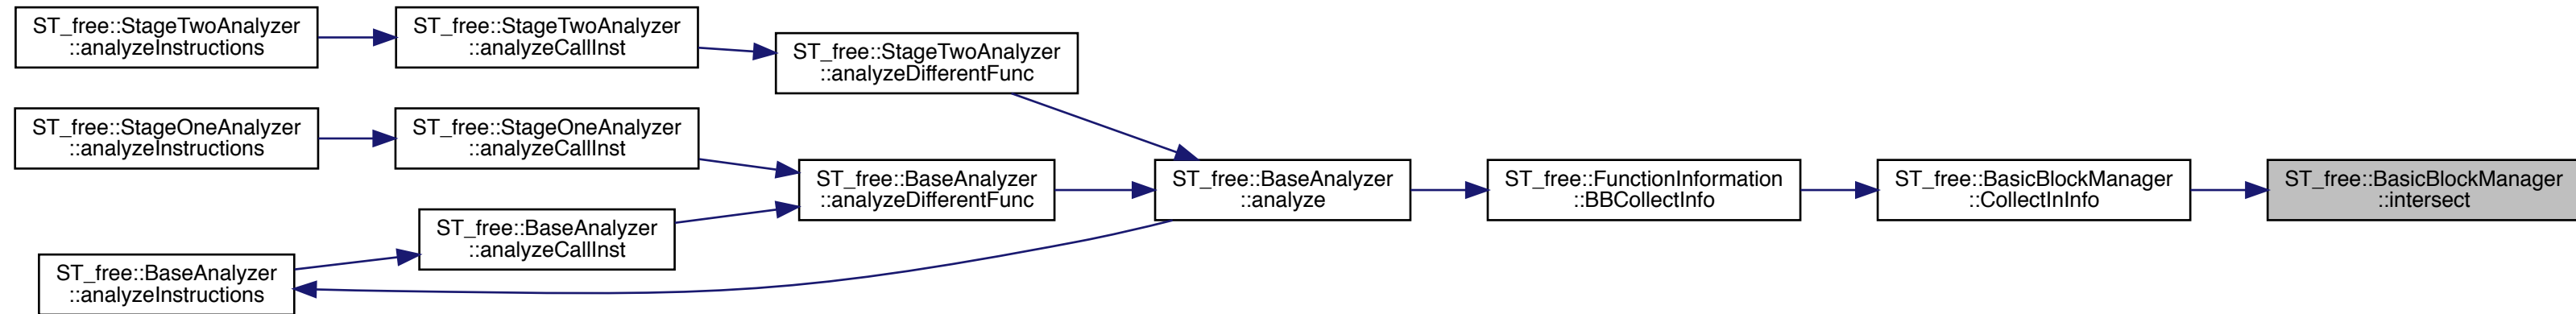 ST_free::StageTwoAnalyzer
::analyzeInstructions
ST_free::StageTwoAnalyzer
::analyzeCallInst
ST_free::StageTwoAnalyzer
::analyzeDifferentFunc
ST_free::StageOneAnalyzer
::analyzeInstructions
ST_free::StageOneAnalyzer
::analyzeCallInst
ST_free::BaseAnalyzer
::analyzeDifferentFunc
ST_free::BaseAnalyzer
::analyze
ST_free::FunctionInformation
::BBCollectInfo
ST_free::BasicBlockManager
::CollectInInfo
ST_free::BasicBlockManager
::intersect
ST_free::BaseAnalyzer
::analyzeCallInst
ST_free::BaseAnalyzer
::analyzeInstructions